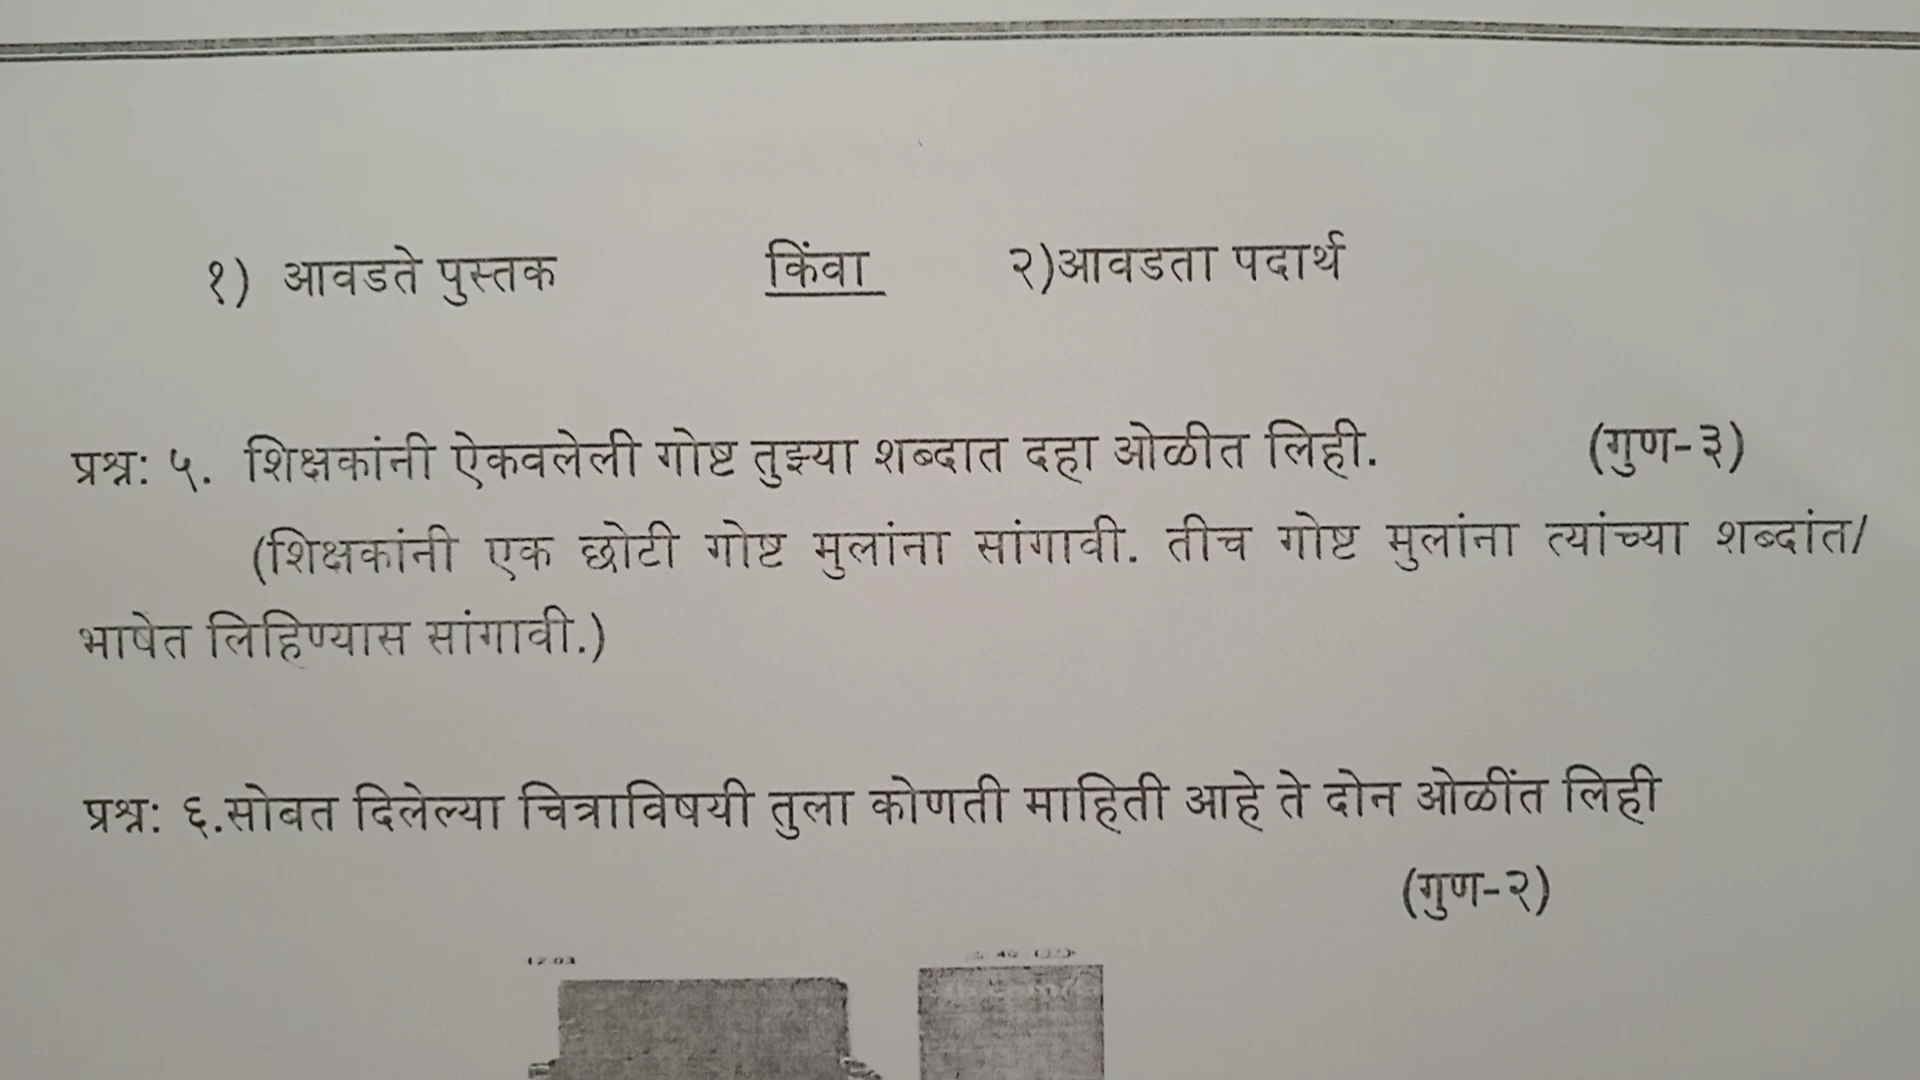 १) आवडते पुस्तक किंवा २)आवडता पदार्थ
प्रश्न: ५. शिक्षकांनी ऐकवलेली गोष्ट तुझ्या शब्दात दहा ओळीत लिही. (गुण-३)
(शिक्षकांनी एक छोटी गोष्ट मुलांना सांगावी. तीच गोष्ट मुलांना त्यांच्या शब्दांत/
भाषेत लिहिण्यास सांगावी.)
प्रश्न: ६.सोबत दिलेल्या चित्राविषयी तुला कोणती माहिती आहे ते दोन ओळींत लिही
(गुण-२)